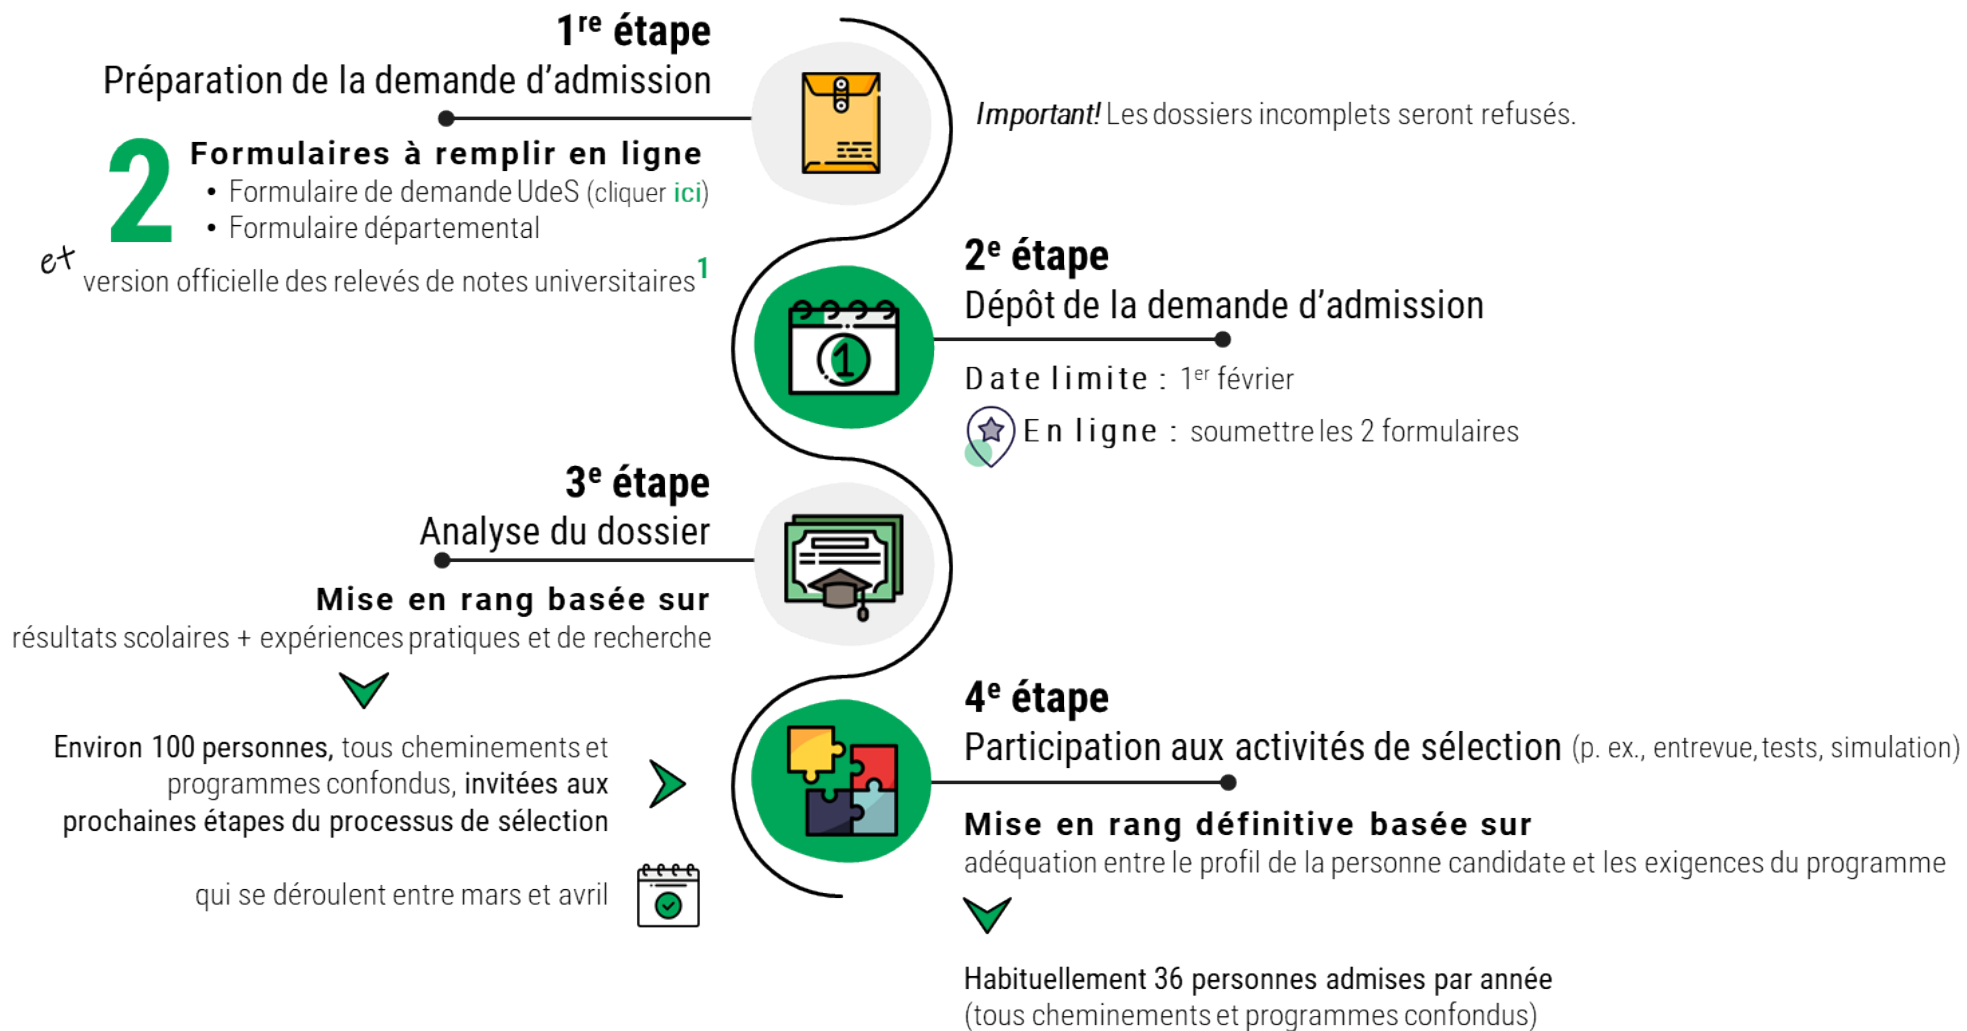 1re étape
Préparation de la demande d’admission
Important! Les dossiers incomplets seront refusés.
2
Formulaires à remplir en ligne
• Formulaire de demande UdeS (cliquer ici)
• Formulaire départemental
et
version officielle des relevés de notes universitaires1
2e étape
Dépôt de la demande d’admission
1
Date limite : 1er février
En ligne : soumettre les 2 formulaires
3e étape
Analyse du dossier
Mise en rang basée sur
résultats scolaires + expériences pratiques et de recherche
Environ 100 personnes, tous cheminements et
programmes confondus, invitées aux
prochaines étapes du processus de sélection
qui se déroulent entre mars et avril
4e étape
Participation aux activités de sélection (p. ex., entrevue, tests, simulation)
Mise en rang définitive basée sur
adéquation entre le profil de la personne candidate et les exigences du programme
Habituellement 36 personnes admises par année
(tous cheminements et programmes confondus)